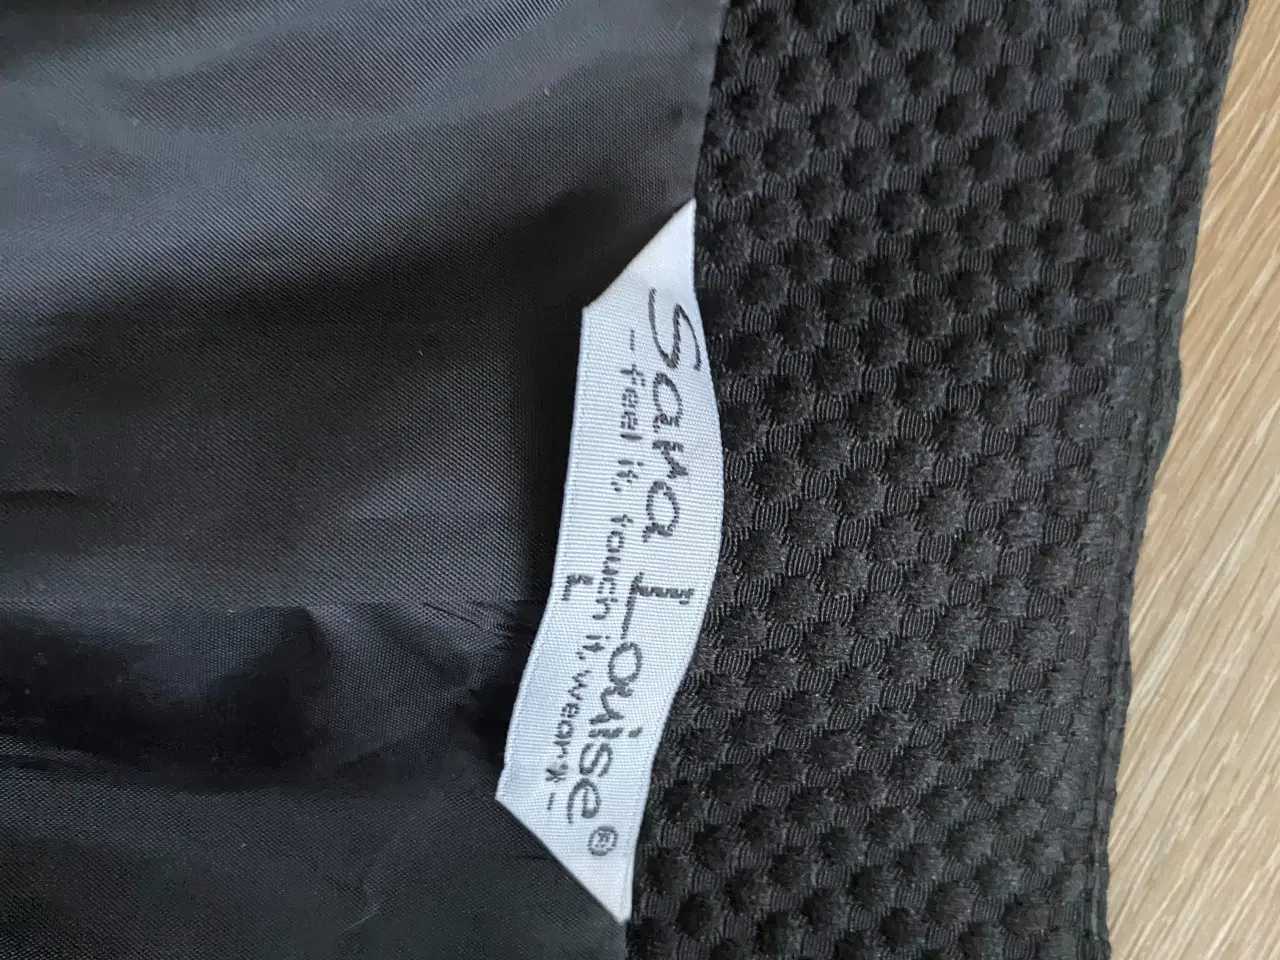 Sara Louise®
- feel it. touch it. wear it -
L